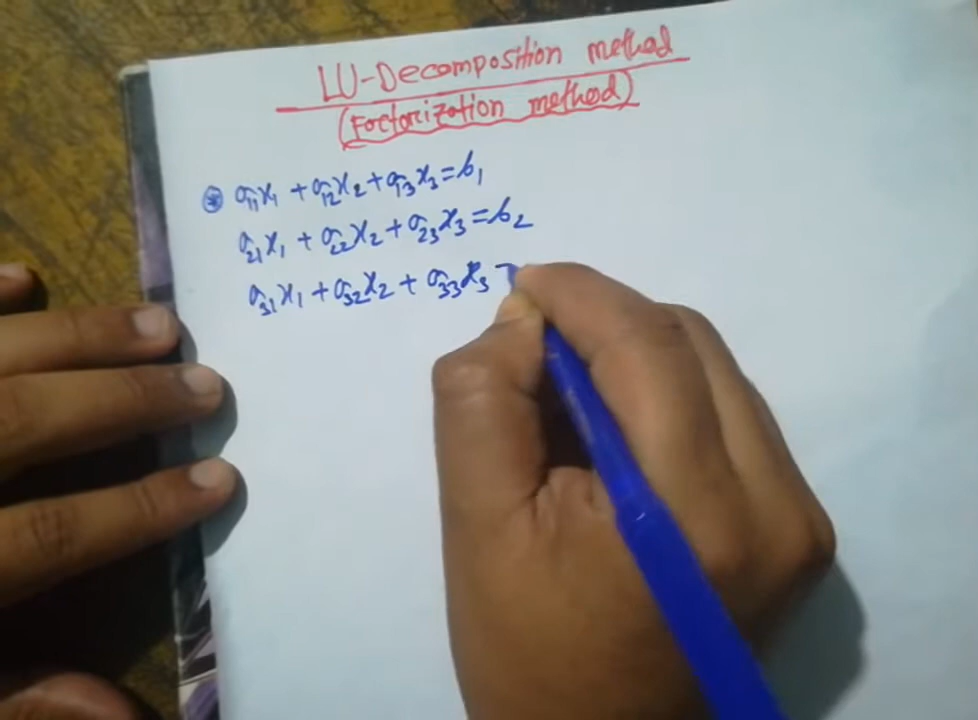 LU-Decomposition method
(Factorization method)
* a₁₁x₁ + a₁₂x₂ + a₁₃x₃ = b₁
a₂₁x₁ + a₂₂x₂ + a₂₃x₃ = b₂
a₃₁x₁ + a₃₂x₂ + a₃₃x₃ =